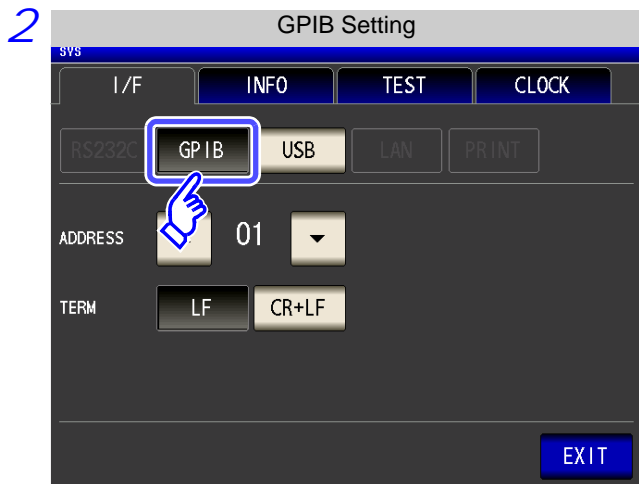 2
GPIB Setting
SYS
I/F INFO TEST CLOCK
RS232C GPIB USB LAN PRINT
ADDRESS 01
TERM LF CR+LF
EXIT